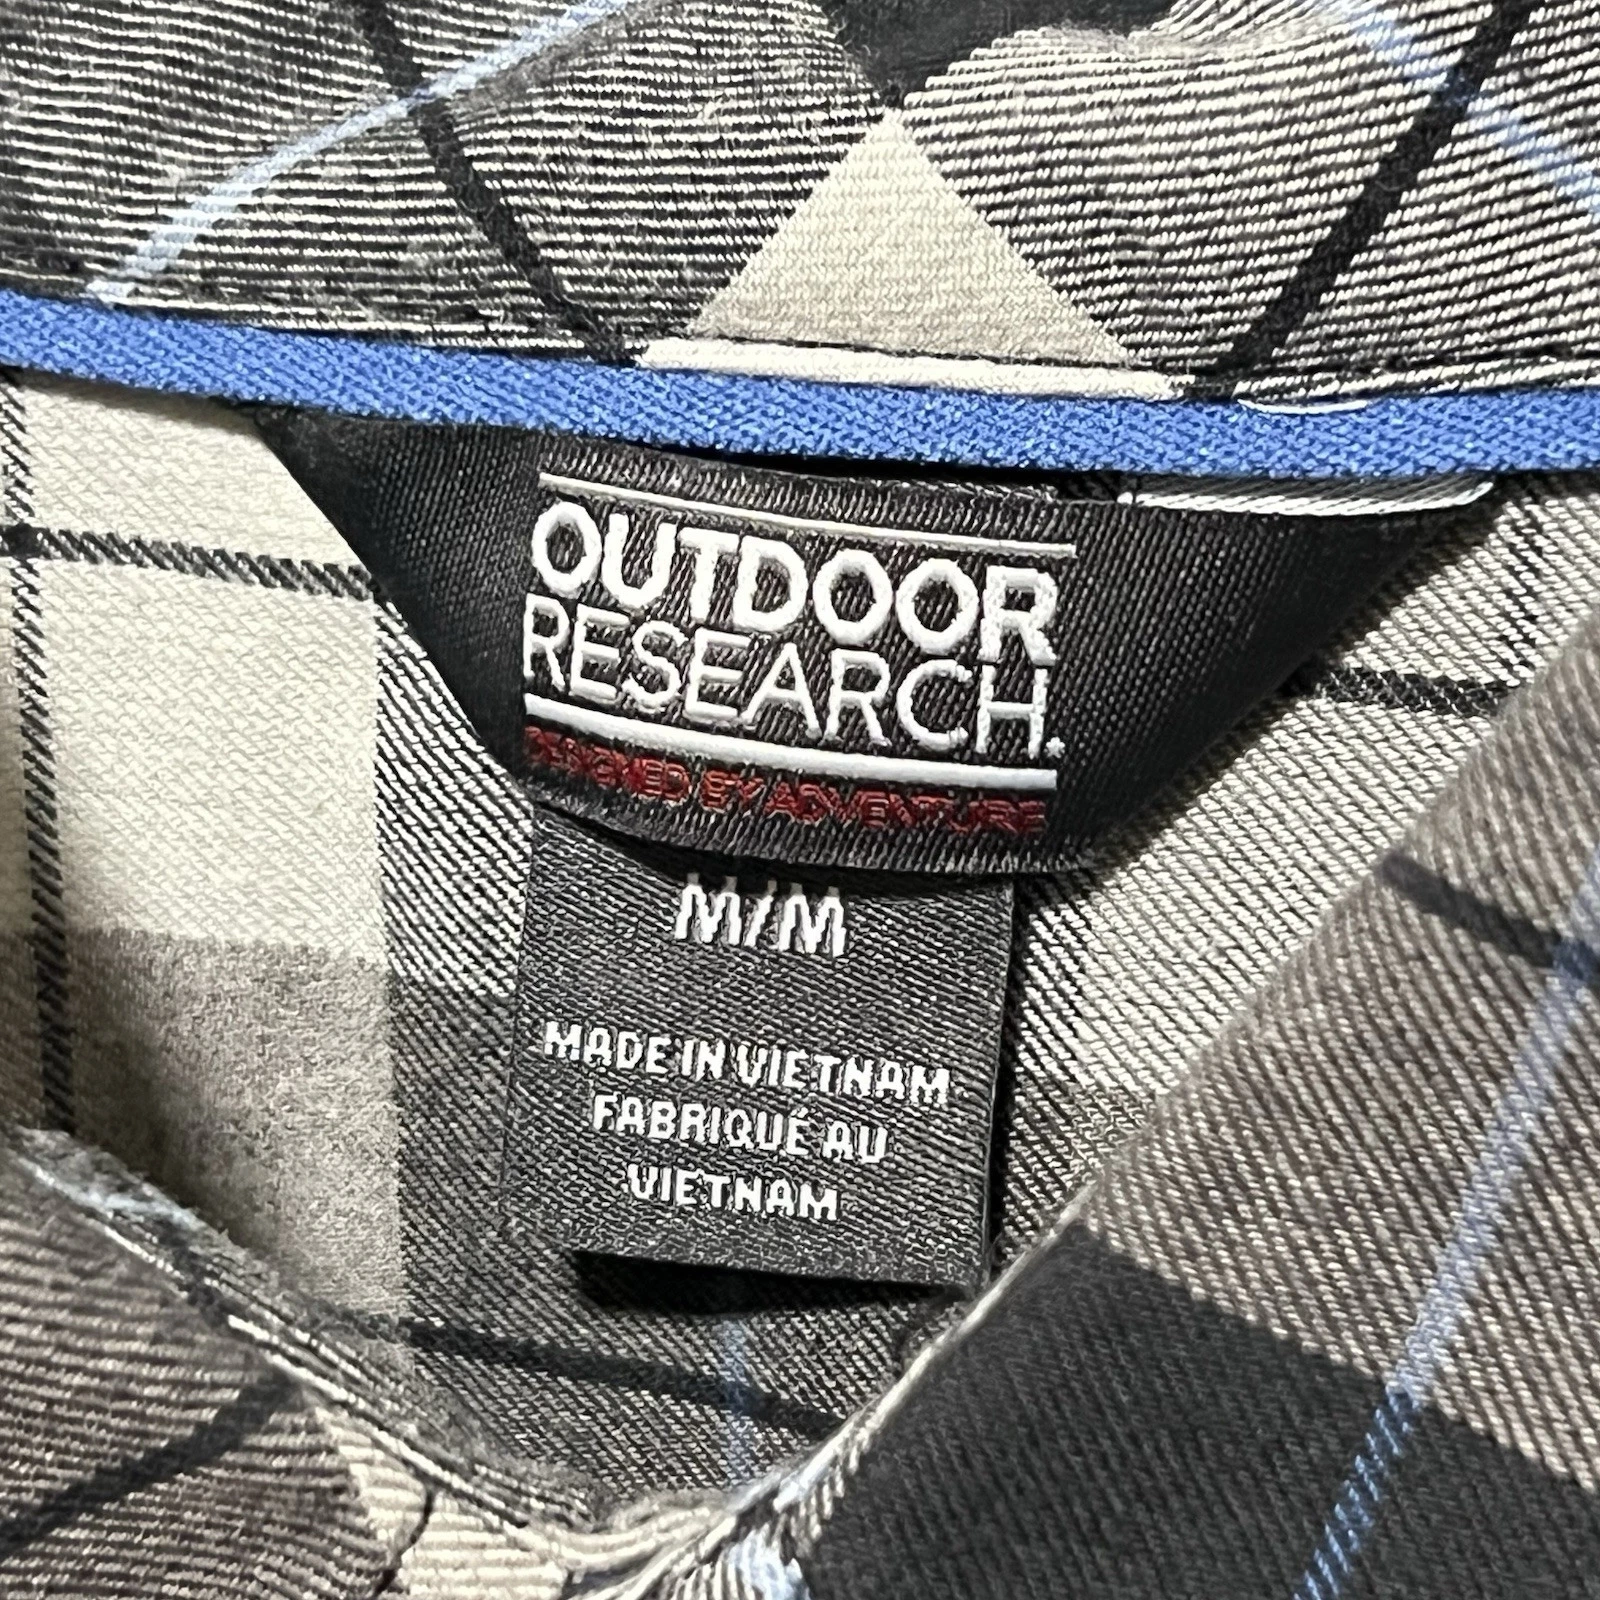 OUTDOOR
RESEARCH.
DESIGNED BY ADVENTURE
M/M
MADE IN VIETNAM
FABRIQUÉ AU
VIETNAM